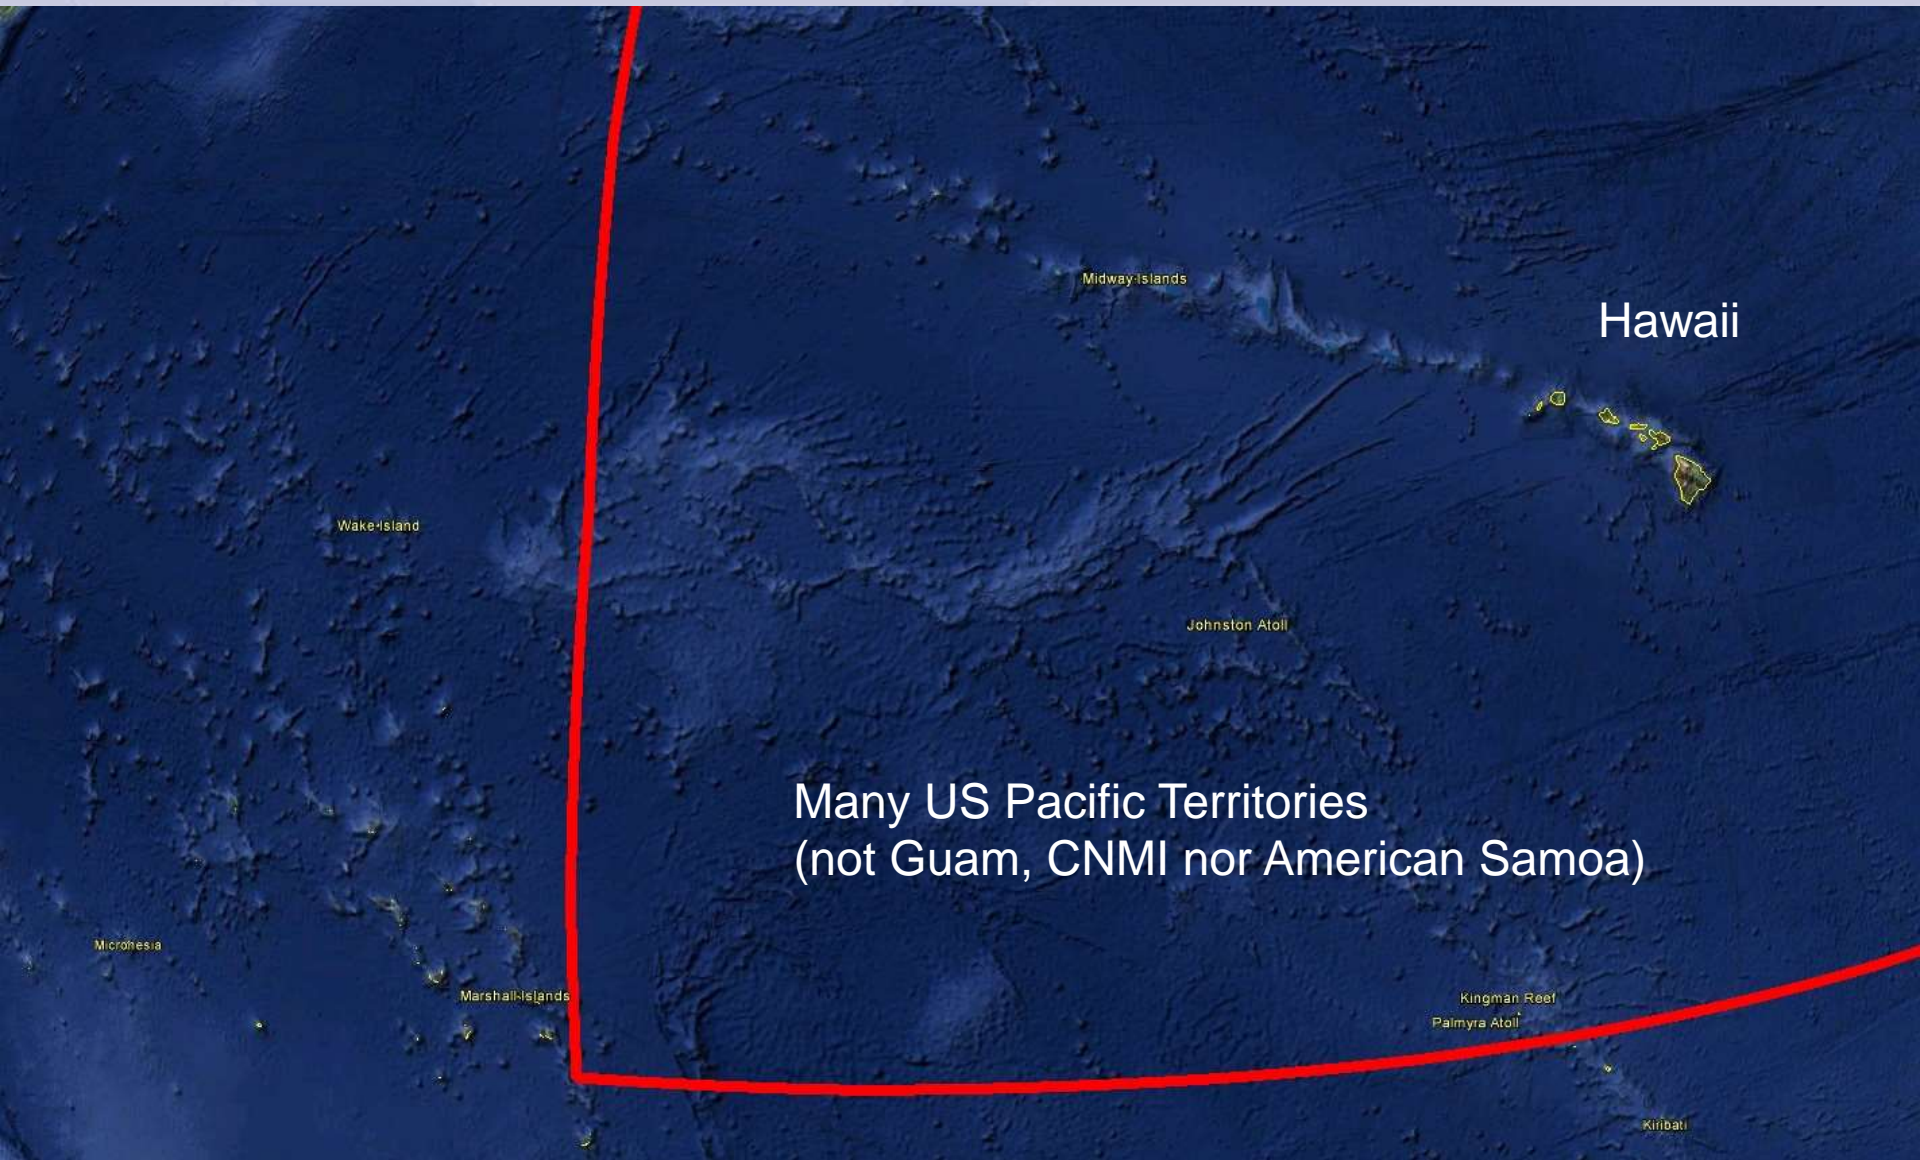 Midway Islands
Hawaii
Wake Island
Johnston Atoll
Many US Pacific Territories
(not Guam, CNMI nor American Samoa)
Micronesia
Marshall Islands
Kingman Reef
Palmyra Atoll
Kiribati